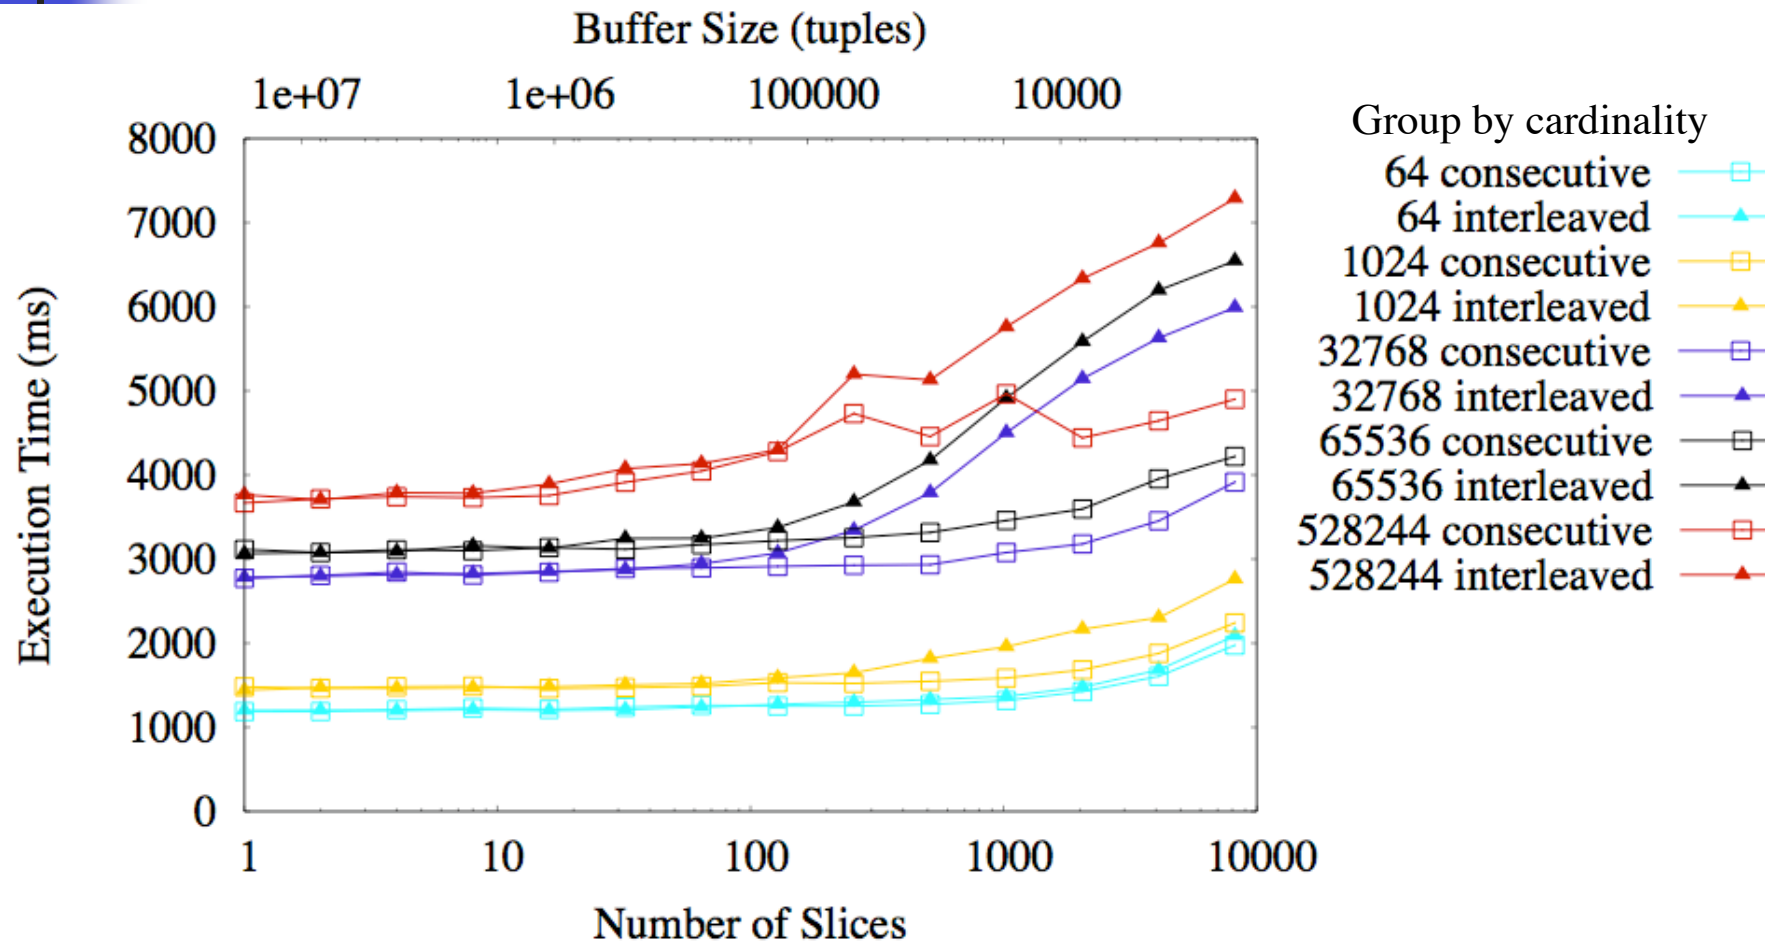 Buffer Size (tuples)
1e+07 1e+06 100000 10000
8000
7000
6000
5000
4000
3000
2000
1000
0
Execution Time (ms)
1 10 100 1000 10000
Number of Slices
Group by cardinality
64 consecutive
64 interleaved
1024 consecutive
1024 interleaved
32768 consecutive
32768 interleaved
65536 consecutive
65536 interleaved
528244 consecutive
528244 interleaved